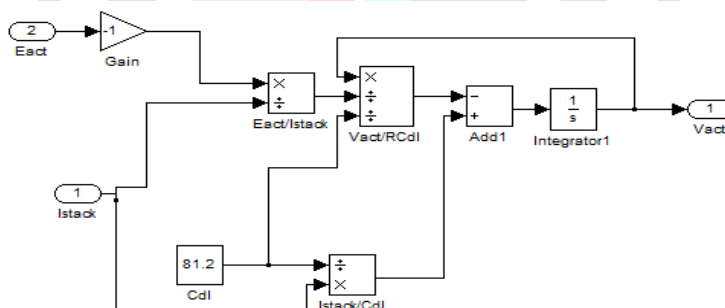 2
Eact
-1
Gain
×
÷
Eact/Istack
×
÷
÷
Vact/RCdl
-
+
Add1
1
s
Integrator1
1
Vact
1
Istack
81.2
Cdl
÷
×
Istack/Cdl